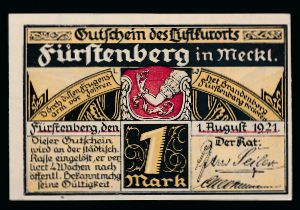 Gutschein des Luftkurorts
Fürstenberg in Meckl.
Fürstenberg, den
1. August 1921.
Dieser Gutschein
wird an der städtisch.
Kasse eingelöst, er ver
liert 4 Wochen nach
öffentl. Bekanntmchg
seine Gültigkeit.
1
Mark
Der Rat: